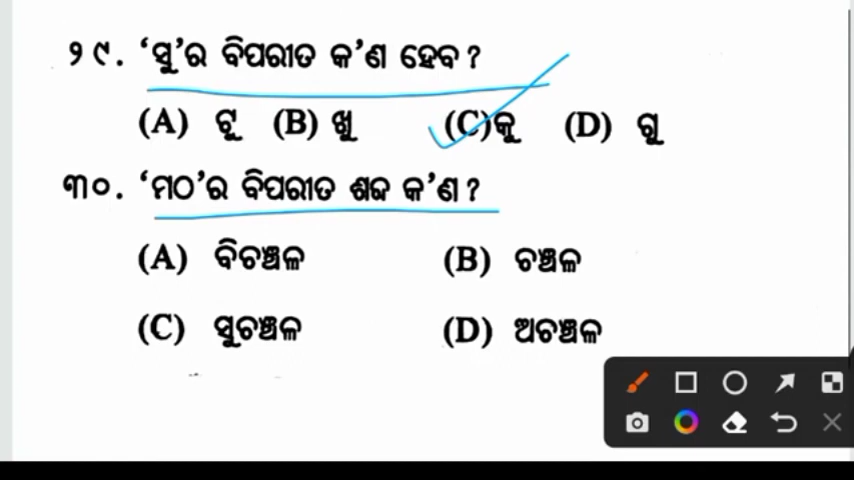 ୨୯. ‘ସୁ’ର ବିପରୀତ କ’ଣ ହେବ ?
(A) ଟୁ (B) ଖୁ (C) କୁ (D) ଗୁ
୩୦. ‘ମଠ’ର ବିପରୀତ ଶବ୍ଦ କ’ଣ ?
(A) ବିଚଞ୍ଚଳ (B) ଚଞ୍ଚଳ
(C) ସୁଚଞ୍ଚଳ (D) ଅଚଞ୍ଚଳ